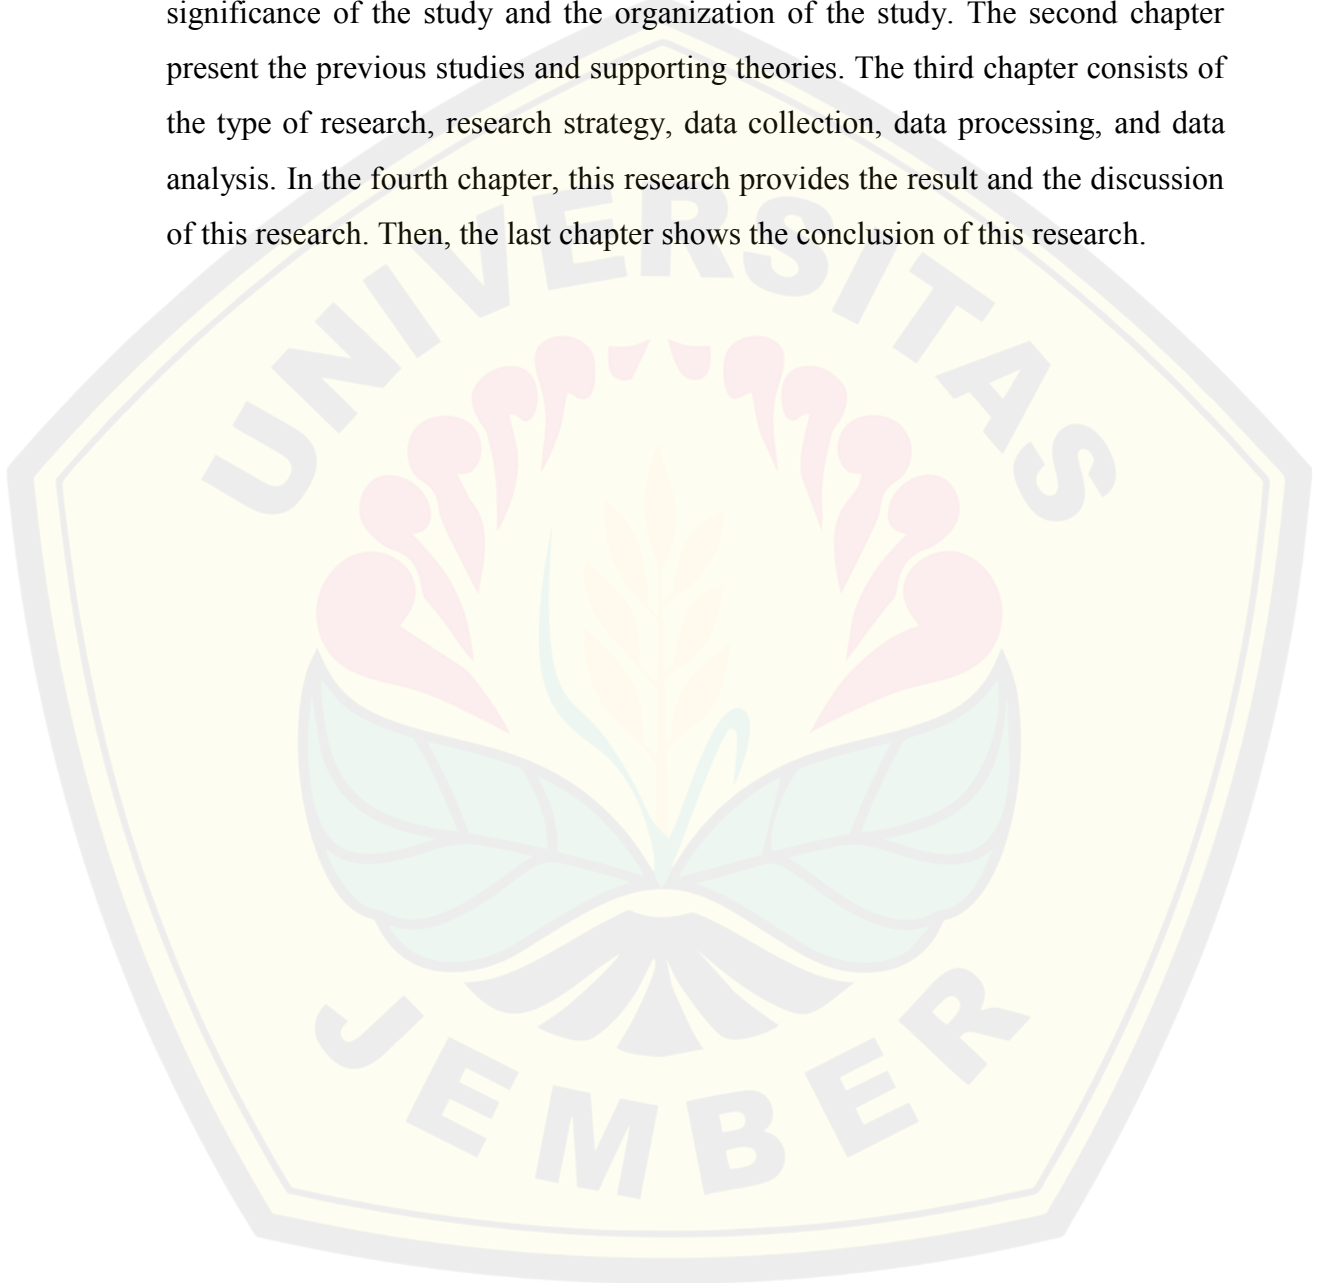 significance of the study and the organization of the study. The second chapter
present the previous studies and supporting theories. The third chapter consists of
the type of research, research strategy, data collection, data processing, and data
analysis. In the fourth chapter, this research provides the result and the discussion
of this research. Then, the last chapter shows the conclusion of this research.
UNIVERSITAS
JEMBER